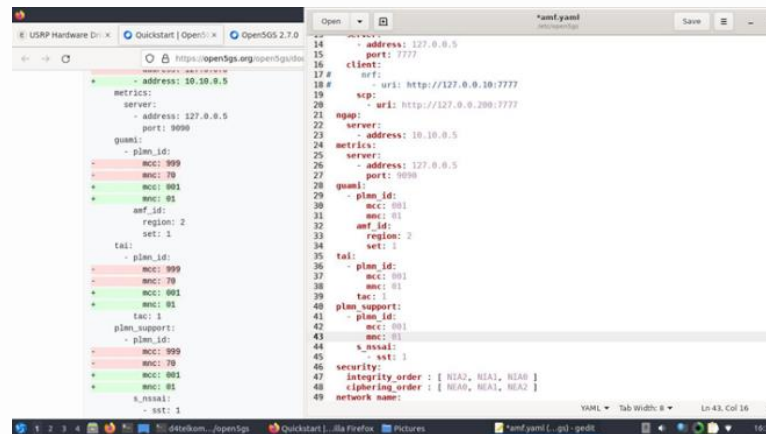 USRP Hardware Dri
Quickstart | Open5
Open5GS 2.7.0
https://open5gs.org/open5gs/do
+ - address: 10.10.0.5
metrics:
server:
- address: 127.0.0.5
port: 9090
guami:
- plmn_id:
- mcc: 999
- mnc: 70
+ mcc: 001
+ mnc: 01
amf_id:
region: 2
set: 1
tai:
- plmn_id:
- mcc: 999
- mnc: 70
+ mcc: 001
+ mnc: 01
tac: 1
plmn_support:
- plmn_id:
- mcc: 999
- mnc: 70
+ mcc: 001
+ mnc: 01
s_nssai:
- sst: 1
Open
*amf.yaml
/etc/open5gs
Save
14 - address: 127.0.0.5
15 port: 7777
16 client:
17 # nrf:
18 # - uri: http://127.0.0.10:7777
19 scp:
20 - uri: http://127.0.0.200:7777
21 ngap:
22 server:
23 - address: 10.10.0.5
24 metrics:
25 server:
26 - address: 127.0.0.5
27 port: 9090
28 guami:
29 - plmn_id:
30 mcc: 001
31 mnc: 01
32 amf_id:
33 region: 2
34 set: 1
35 tai:
36 - plmn_id:
37 mcc: 001
38 mnc: 01
39 tac: 1
40 plmn_support:
41 - plmn_id:
42 mcc: 001
43 mnc: 01
44 s_nssai:
45 - sst: 1
46 security:
47 integrity_order : [ NIA2, NIA1, NIA0 ]
48 ciphering_order : [ NEA0, NEA1, NEA2 ]
49 network_name:
YAML Tab Width: 8 Ln 43, Col 16
1 2 3 4 d4telkom.../open5gs Quickstart |...illa Firefox Pictures *amf.yaml (...gs) - gedit 16: